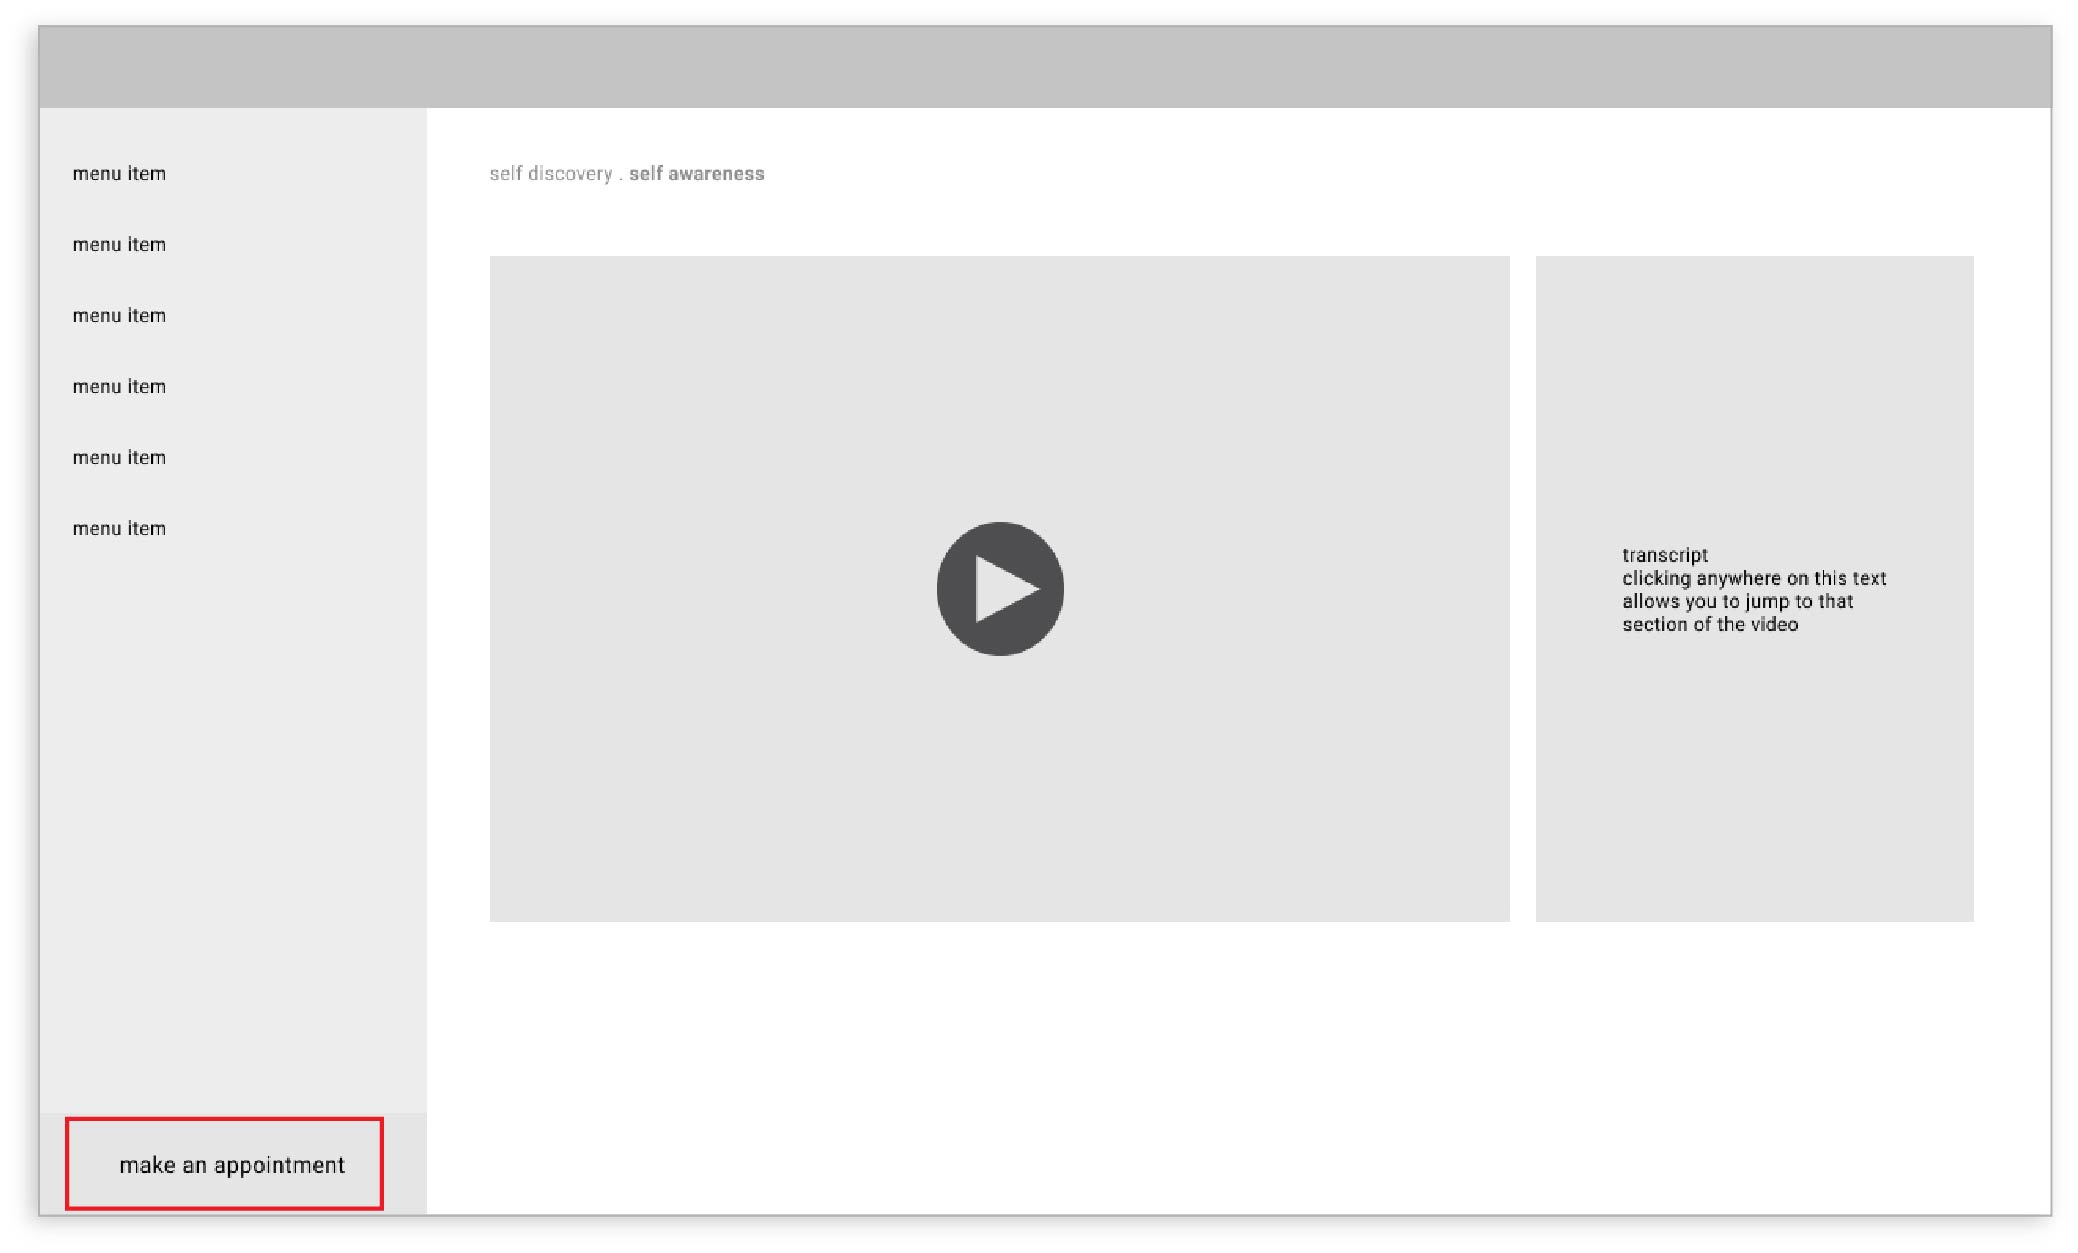 menu item
menu item
menu item
menu item
menu item
menu item
make an appointment
self discovery . self awareness
transcript
clicking anywhere on this text
allows you to jump to that
section of the video